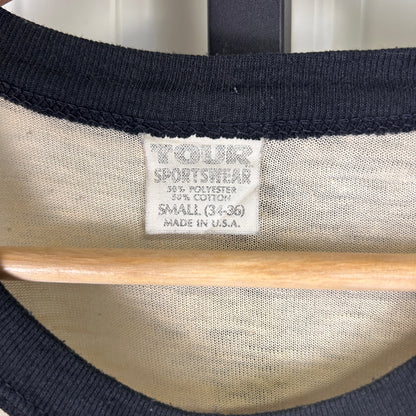 TOUR
SPORTSWEAR
50% POLYESTER
50% COTTON
SMALL (34-36)
MADE IN U.S.A.